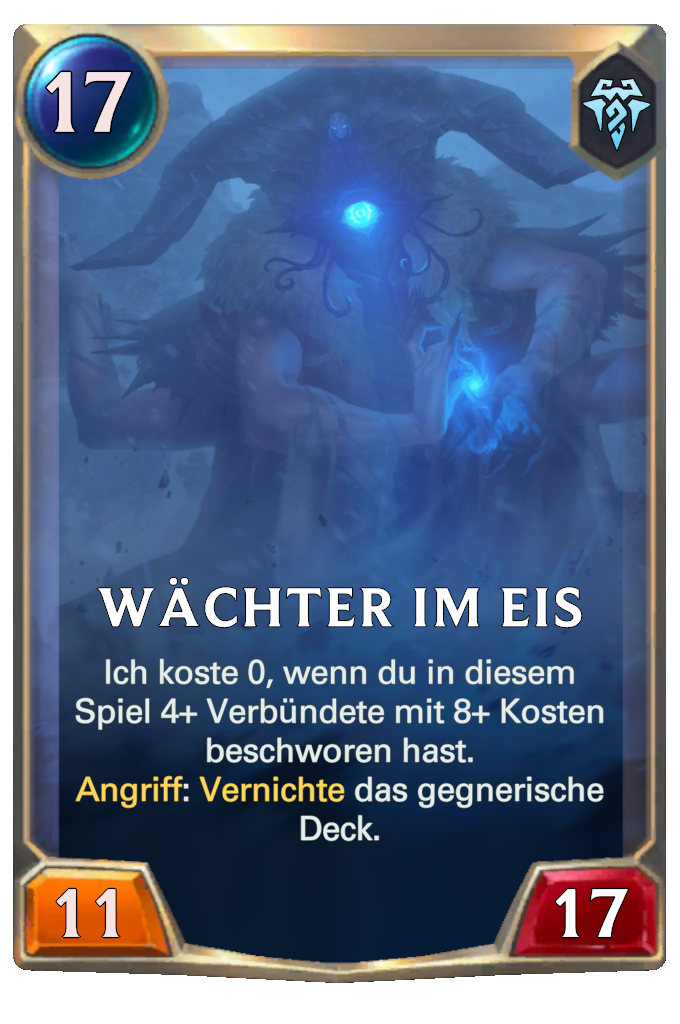 17
WÄCHTER IM EIS
Ich koste 0, wenn du in diesem
Spiel 4+ Verbündete mit 8+ Kosten
beschworen hast.
Angriff: Vernichte das gegnerische
Deck.
11
17